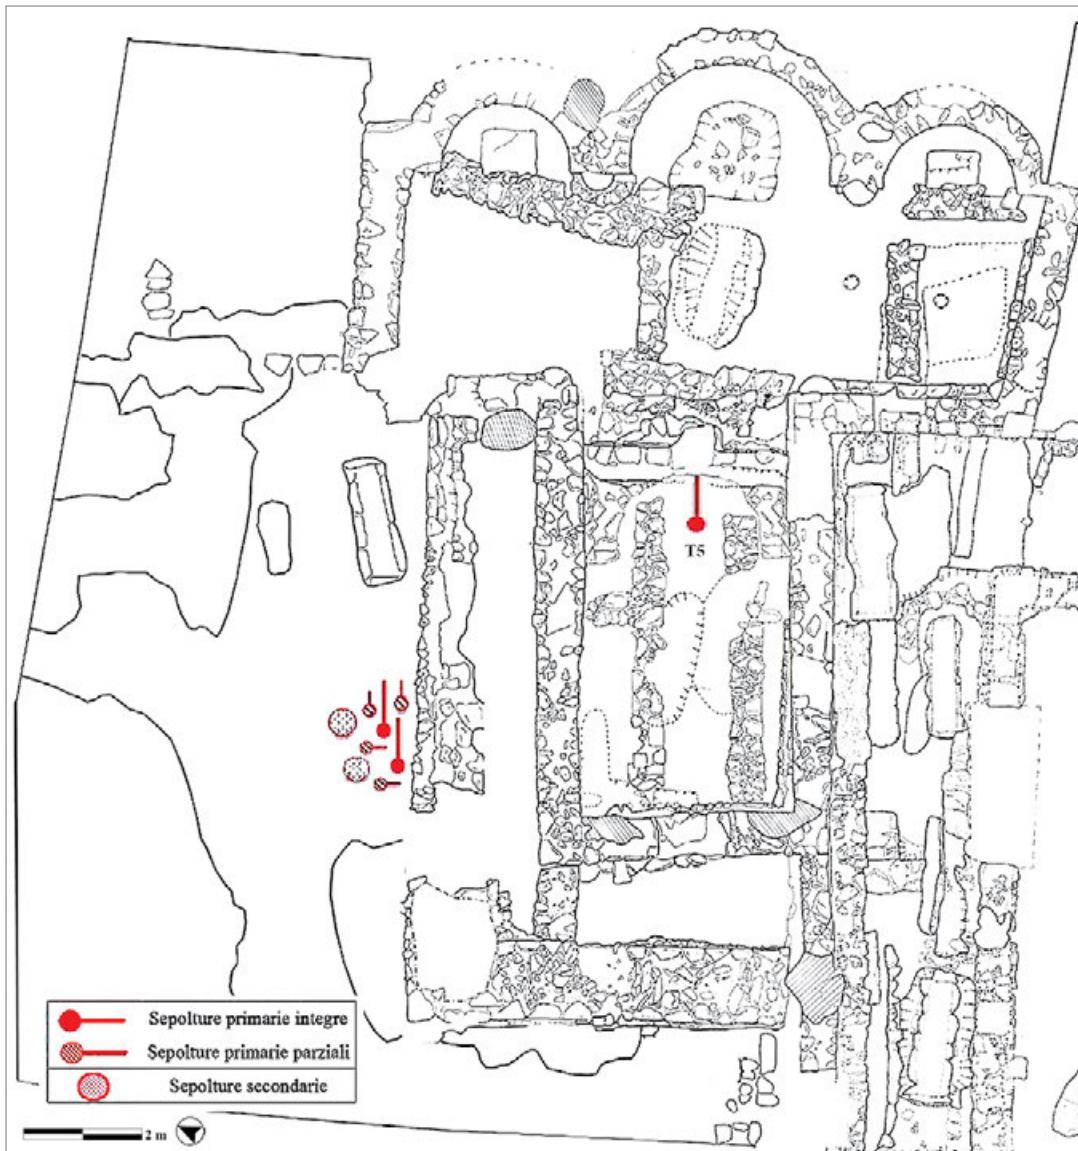 T5
Sepolture primarie integre
Sepolture primarie parziali
Sepolture secondarie
2 m